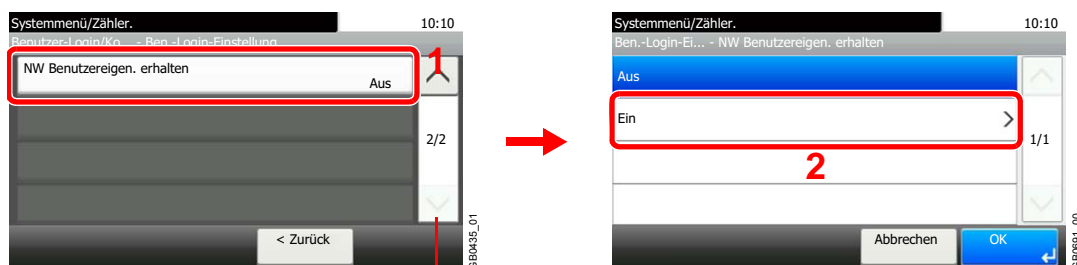 Systemmenü/Zähler.
10:10
Benutzer-Login/Ko... - Ben.-Login-Einstellung
NW Benutzereigen. erhalten
Aus
1
2/2
< Zurück
GB0435_01
Systemmenü/Zähler.
10:10
Ben.-Login-Ei... - NW Benutzereigen. erhalten
Aus
Ein
1/1
2
Abbrechen
OK
GB0691_00